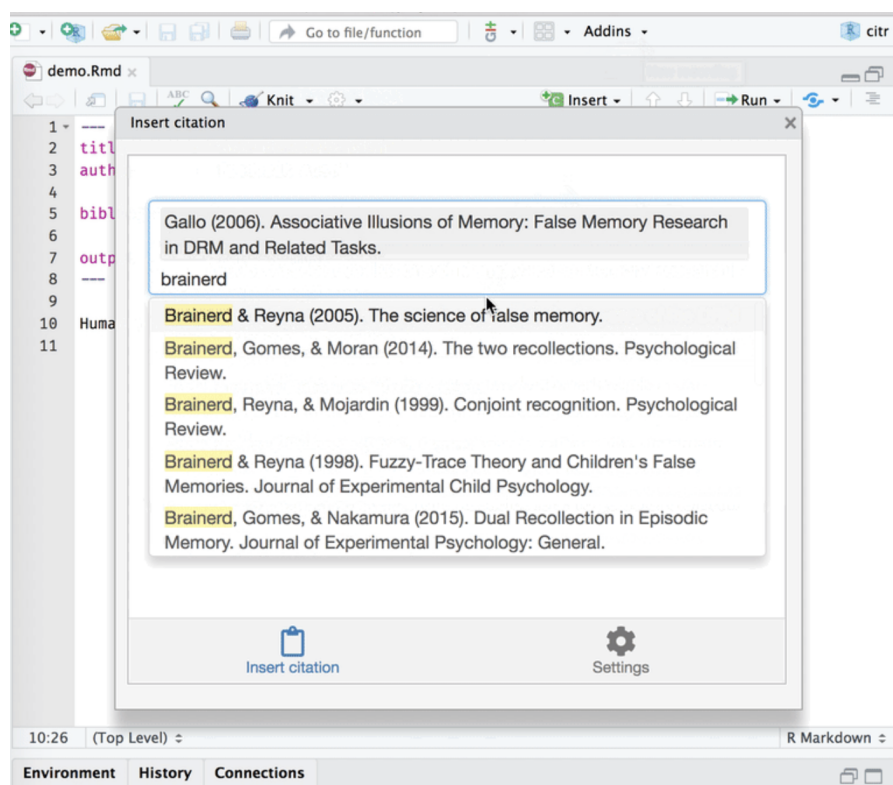 Go to file/function
Addins
citr
demo.Rmd
ABC
Knit
Insert
Run
Insert citation
1 ---
2 titl
3 auth
4
5 bibl
6
7 outp
8 ---
9
10 Huma
11
Gallo (2006). Associative Illusions of Memory: False Memory Research
in DRM and Related Tasks.
brainerd
Brainerd & Reyna (2005). The science of false memory.
Brainerd, Gomes, & Moran (2014). The two recollections. Psychological
Review.
Brainerd, Reyna, & Mojardin (1999). Conjoint recognition. Psychological
Review.
Brainerd & Reyna (1998). Fuzzy-Trace Theory and Children's False
Memories. Journal of Experimental Child Psychology.
Brainerd, Gomes, & Nakamura (2015). Dual Recollection in Episodic
Memory. Journal of Experimental Psychology: General.
Insert citation
Settings
10:26 (Top Level)
R Markdown
Environment History Connections